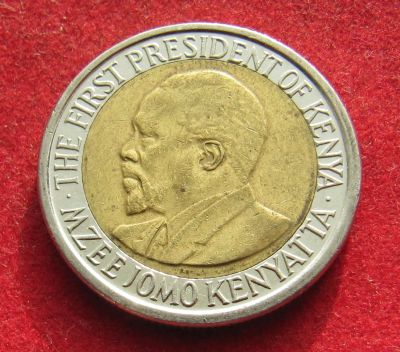 · THE FIRST PRESIDENT OF KENYA ·
MZEE JOMO KENYATTA